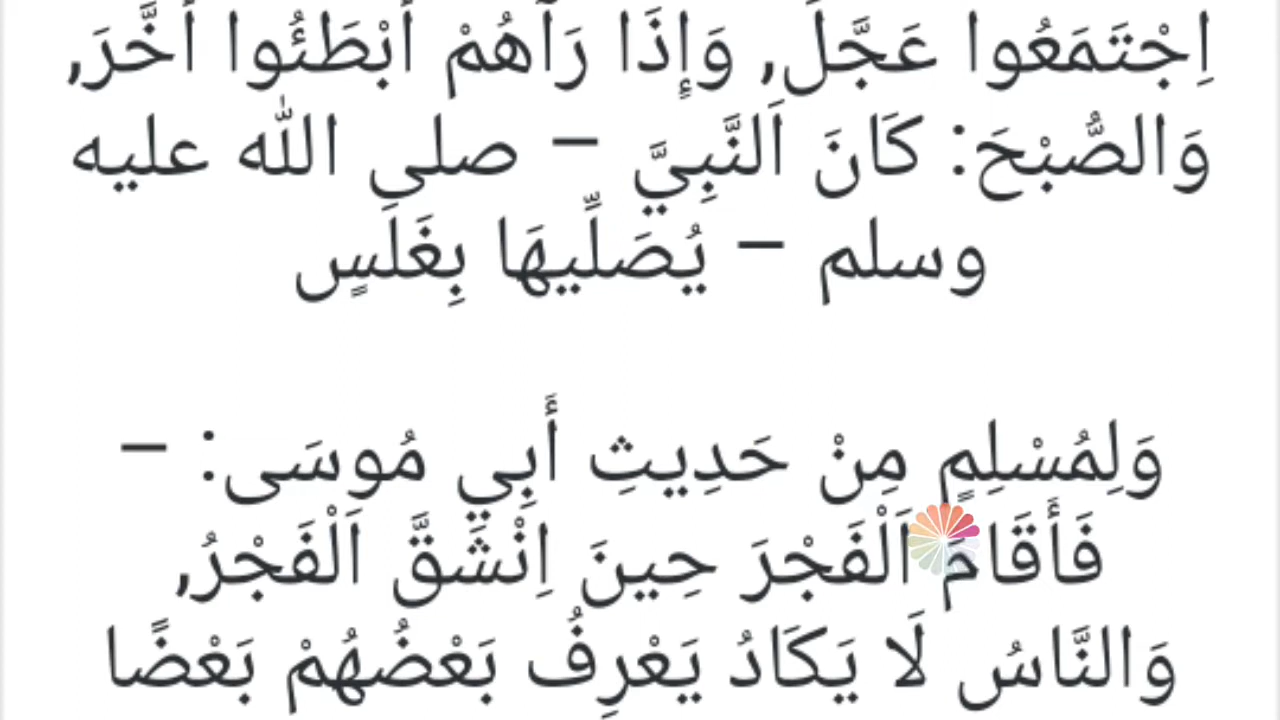 اِجْتَمَعُوا عَجَّلَ, وَإِذَا رَآهُمْ أَبْطَئُوا أَخَّرَ,
وَالصُّبْحَ: كَانَ اَلنَّبِيَّ – صلى الله عليه
وسلم – يُصَلِّيهَا بِغَلَسٍ
وَلِمُسْلِمٍ مِنْ حَدِيثِ أَبِي مُوسَى: –
فَأَقَامَ اَلْفَجْرَ حِينَ اِنْشَقَّ اَلْفَجْرُ,
وَالنَّاسُ لَا يَكَادُ يَعْرِفُ بَعْضُهُمْ بَعْضًا